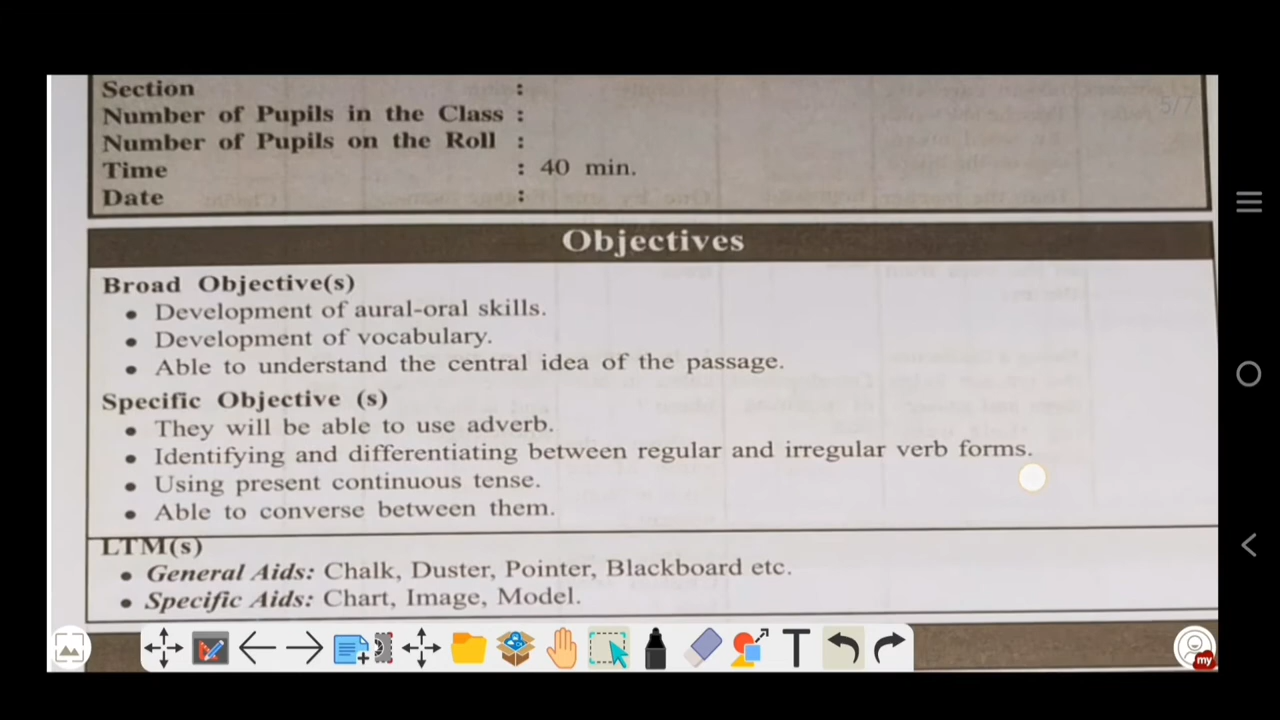 Section :
Number of Pupils in the Class :
Number of Pupils on the Roll :
Time : 40 min.
Date :
5/7
Objectives
Broad Objective(s)
• Development of aural-oral skills.
• Development of vocabulary.
• Able to understand the central idea of the passage.
Specific Objective (s)
• They will be able to use adverb.
• Identifying and differentiating between regular and irregular verb forms.
• Using present continuous tense.
• Able to converse between them.
LTM(s)
• General Aids: Chalk, Duster, Pointer, Blackboard etc.
• Specific Aids: Chart, Image, Model.
T
my